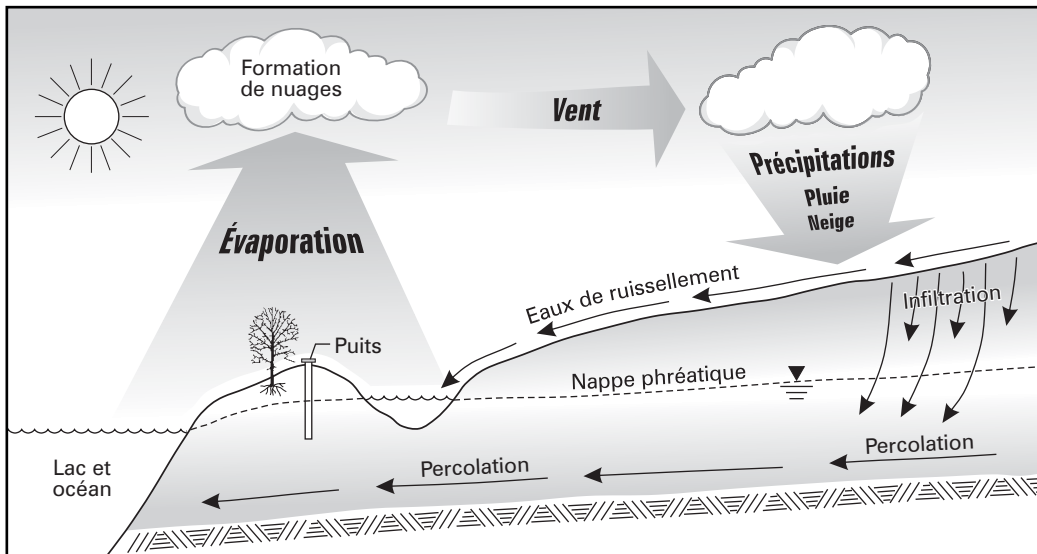 Formation
de nuages
Vent
Précipitations
Pluie
Neige
Évaporation
Eaux de ruissellement
Infiltration
Puits
Nappe phréatique
Lac et
océan
Percolation
Percolation